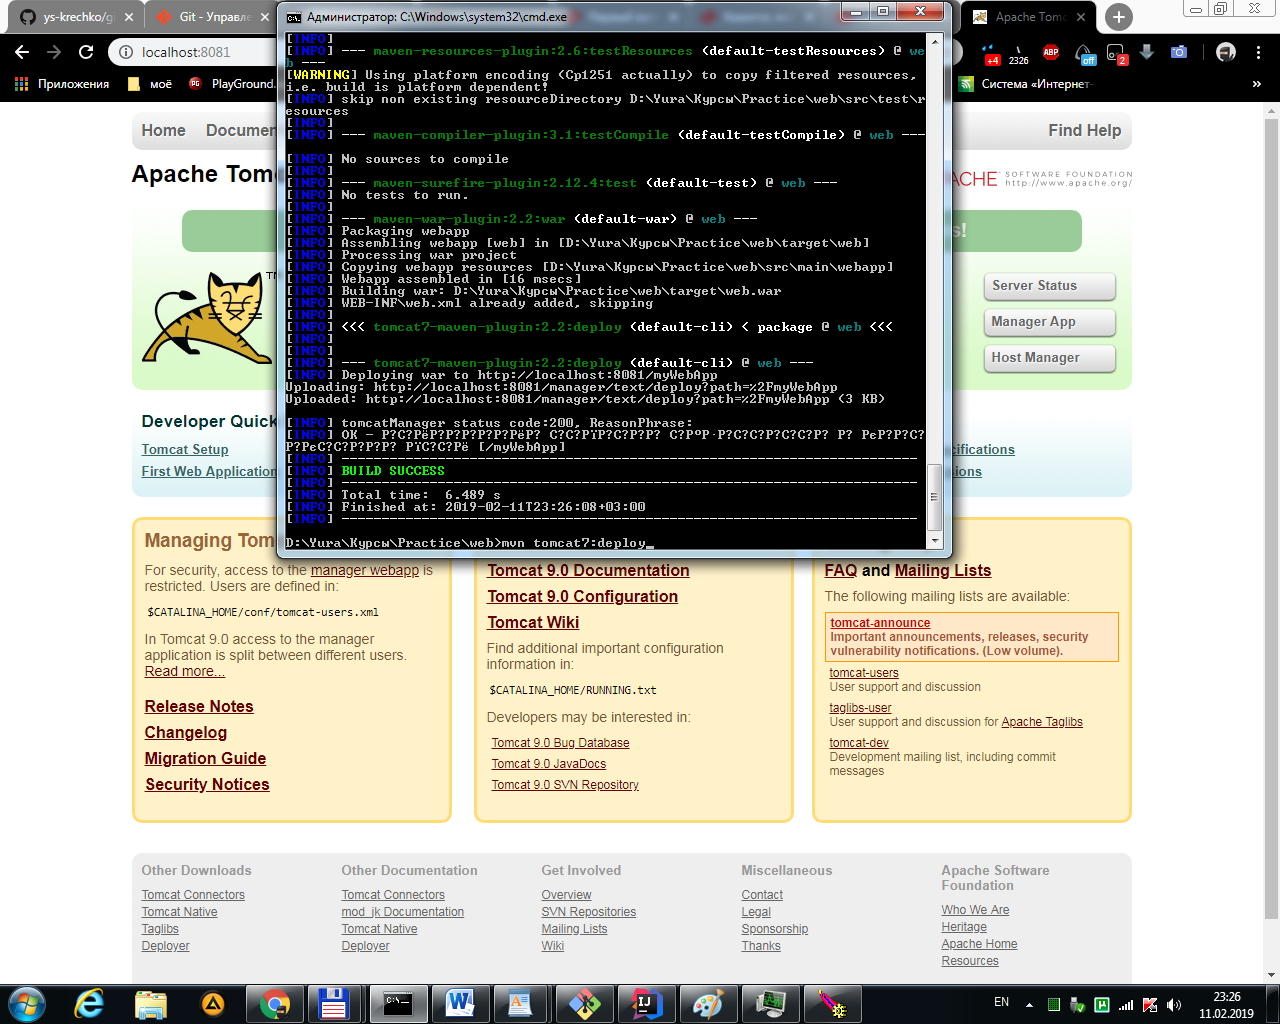 ys-krechko/gi
Git - Управле
Администратор: C:\Windows\system32\cmd.exe
Apache Tomc
localhost:8081
+4
2326
ABP
off
2
Приложения
моё
PlayGround.
Система «Интернет-
»
[INFO]
[INFO] --- maven-resources-plugin:2.6:testResources (default-testResources) @ we
b ---
[WARNING] Using platform encoding (Cp1251 actually) to copy filtered resources,
i.e. build is platform dependent!
[INFO] skip non existing resourceDirectory D:\Yura\Курсы\Practice\web\src\test\r
esources
[INFO]
[INFO] --- maven-compiler-plugin:3.1:testCompile (default-testCompile) @ web ---
[INFO] No sources to compile
[INFO]
[INFO] --- maven-surefire-plugin:2.12.4:test (default-test) @ web ---
[INFO] No tests to run.
[INFO]
[INFO] --- maven-war-plugin:2.2:war (default-war) @ web ---
[INFO] Packaging webapp
[INFO] Assembling webapp [web] in [D:\Yura\Курсы\Practice\web\target\web]
[INFO] Processing war project
[INFO] Copying webapp resources [D:\Yura\Курсы\Practice\web\src\main\webapp]
[INFO] Webapp assembled in [16 msecs]
[INFO] Building war: D:\Yura\Курсы\Practice\web\target\web.war
[INFO] WEB-INF\web.xml already added, skipping
[INFO]
[INFO] <<< tomcat7-maven-plugin:2.2:deploy (default-cli) < package @ web <<<
[INFO]
[INFO]
[INFO] --- tomcat7-maven-plugin:2.2:deploy (default-cli) @ web ---
[INFO] Deploying war to http://localhost:8081/myWebApp
Uploading: http://localhost:8081/manager/text/deploy?path=%2FmyWebApp
Uploaded: http://localhost:8081/manager/text/deploy?path=%2FmyWebApp (3 KB)
[INFO] tomcatManager status code:200, ReasonPhrase:
[INFO] OK - [/myWebApp]
[INFO] ------------------------------------------------------------------------
[INFO] BUILD SUCCESS
[INFO] ------------------------------------------------------------------------
[INFO] Total time:  6.489 s
[INFO] Finished at: 2019-02-11T23:26:08+03:00
[INFO] ------------------------------------------------------------------------
D:\Yura\Курсы\Practice\web>mvn tomcat7:deploy_
Home
Documen
Find Help
Apache Tom
ACHE
SOFTWARE FOUNDATION
http://www.apache.org/
s!
TM
Server Status
Manager App
Host Manager
Developer Quick
Tomcat Setup
First Web Application
cifications
sions
Managing Tom
For security, access to the manager webapp is
restricted. Users are defined in:
$CATALINA_HOME/conf/tomcat-users.xml
In Tomcat 9.0 access to the manager
application is split between different users.
Read more...
Release Notes
Changelog
Migration Guide
Security Notices
Tomcat 9.0 Documentation
Tomcat 9.0 Configuration
Tomcat Wiki
Find additional important configuration
information in:
$CATALINA_HOME/RUNNING.txt
Developers may be interested in:
Tomcat 9.0 Bug Database
Tomcat 9.0 JavaDocs
Tomcat 9.0 SVN Repository
FAQ and Mailing Lists
The following mailing lists are available:
tomcat-announce
Important announcements, releases, security
vulnerability notifications. (Low volume).
tomcat-users
User support and discussion
taglibs-user
User support and discussion for Apache Taglibs
tomcat-dev
Development mailing list, including commit
messages
Other Downloads
Tomcat Connectors
Tomcat Native
Taglibs
Deployer
Other Documentation
Tomcat Connectors
mod_jk Documentation
Tomcat Native
Deployer
Get Involved
Overview
SVN Repositories
Mailing Lists
Wiki
Miscellaneous
Contact
Legal
Sponsorship
Thanks
Apache Software
Foundation
Who We Are
Heritage
Apache Home
Resources
EN
23:26
11.02.2019